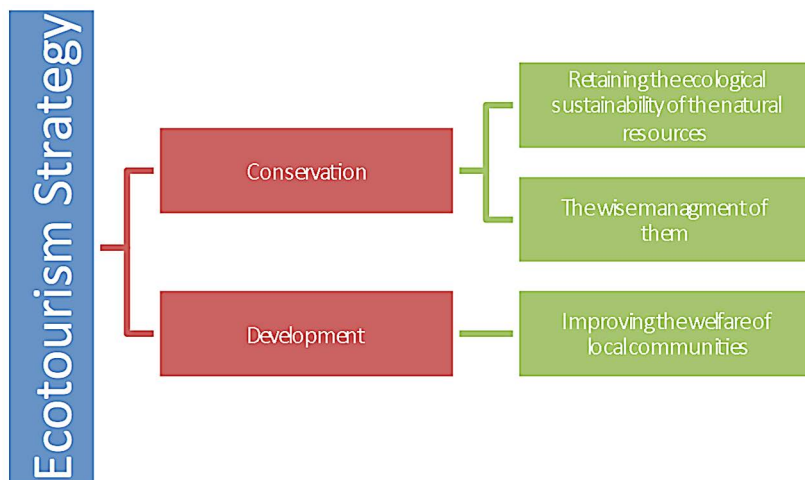 Ecotourism Strategy
Conservation
Development
Retaining the ecological
sustainability of the natural
resources
The wise managment of
them
Improving the welfare of
local communities